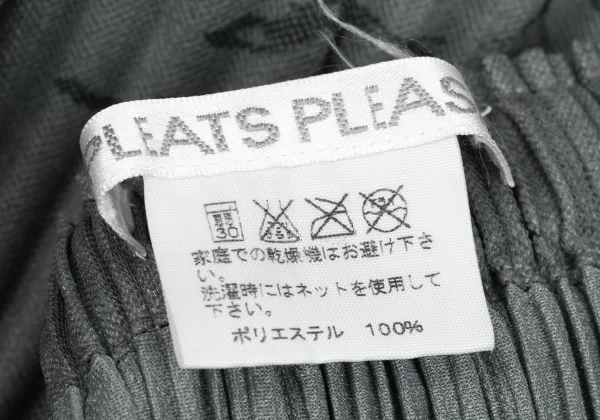 PLEATS PLEAS
弱
30
家庭での乾燥機はお避け下さ
い。
洗濯時にはネットを使用して
下さい。
ポリエステル 100%